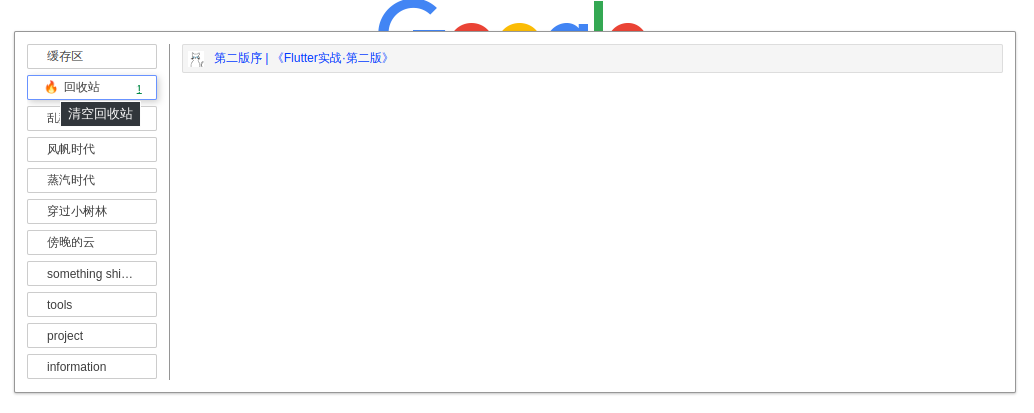 缓存区
回收站 1
清空回收站
风帆时代
蒸汽时代
穿过小树林
傍晚的云
something shi…
tools
project
information
第二版序 | 《Flutter实战·第二版》